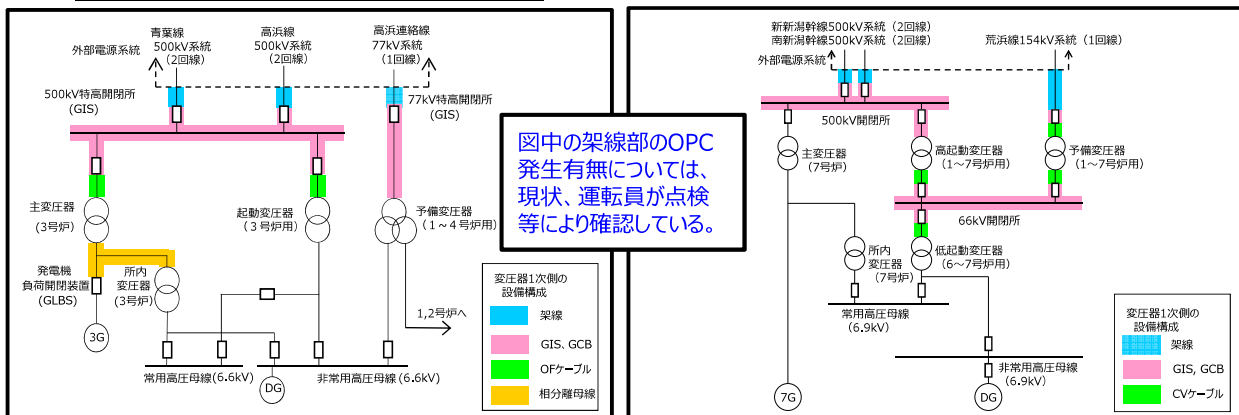 青葉線
500kV系統
(2回線)
高浜線
500kV系統
(2回線)
高浜連絡線
77kV系統
(1回線)
外部電源系統
500kV特高開閉所
(GIS)
77kV特高開閉所
(GIS)
主変圧器
(3号炉)
起動変圧器
(3号炉用)
予備変圧器
(1~4号炉用)
発電機
負荷開閉装置
(GLBS)
所内
変圧器
(3号炉)
1,2号炉へ
3G
常用高圧母線(6.6kV)
DG
非常用高圧母線(6.6kV)
変圧器1次側の
設備構成
架線
GIS、GCB
OFケーブル
相分離母線
図中の架線部のOPC
発生有無については、
現状、運転員が点検
等により確認している。
新新潟幹線500kV系統(2回線)
南新潟幹線500kV系統(2回線)
荒浜線154kV系統(1回線)
外部電源系統
500kV開閉所
主変圧器
(7号炉)
高起動変圧器
(1~7号炉用)
予備変圧器
(1~7号炉用)
66kV開閉所
所内
変圧器
(7号炉)
低起動変圧器
(6~7号炉用)
常用高圧母線
(6.9kV)
非常用高圧母線
(6.9kV)
7G
DG
変圧器1次側の
設備構成
架線
GIS, GCB
CVケーブル